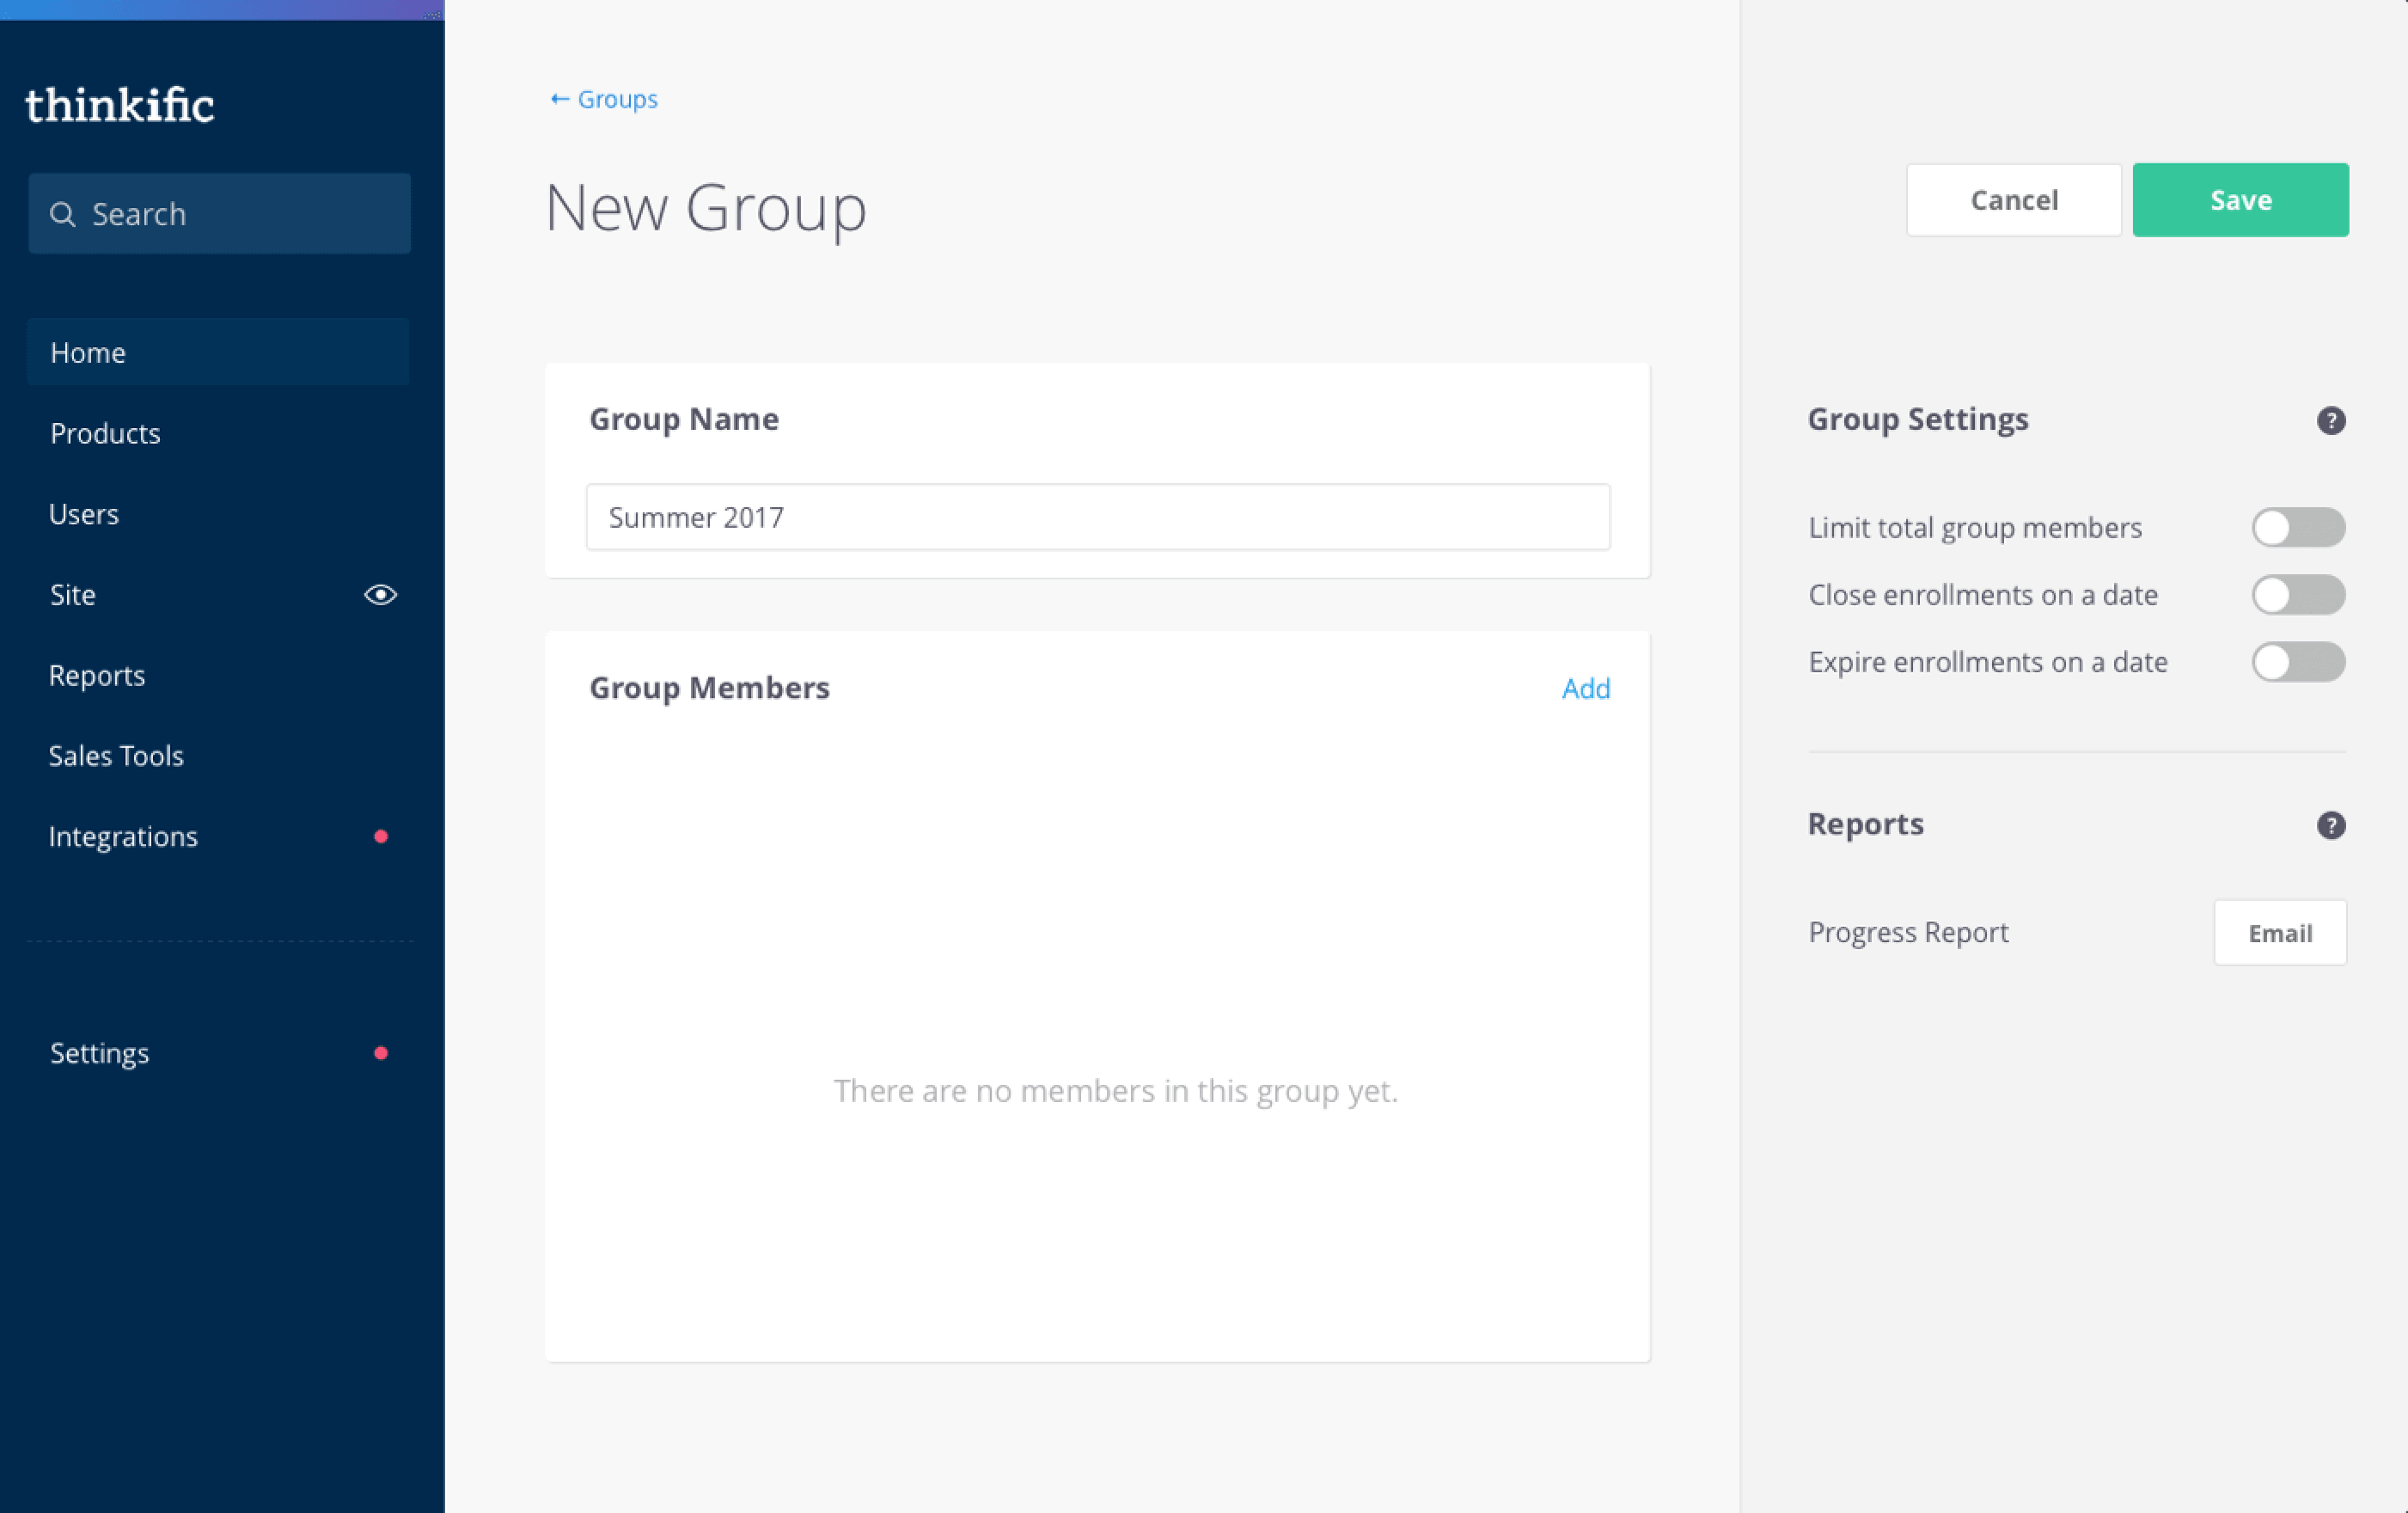 thinkific
Search
Home
Products
Users
Site
Reports
Sales Tools
Integrations
Settings
← Groups
New Group
Group Name
Summer 2017
Group Members
Add
There are no members in this group yet.
Cancel
Save
Group Settings
?
Limit total group members
Close enrollments on a date
Expire enrollments on a date
Reports
?
Progress Report
Email